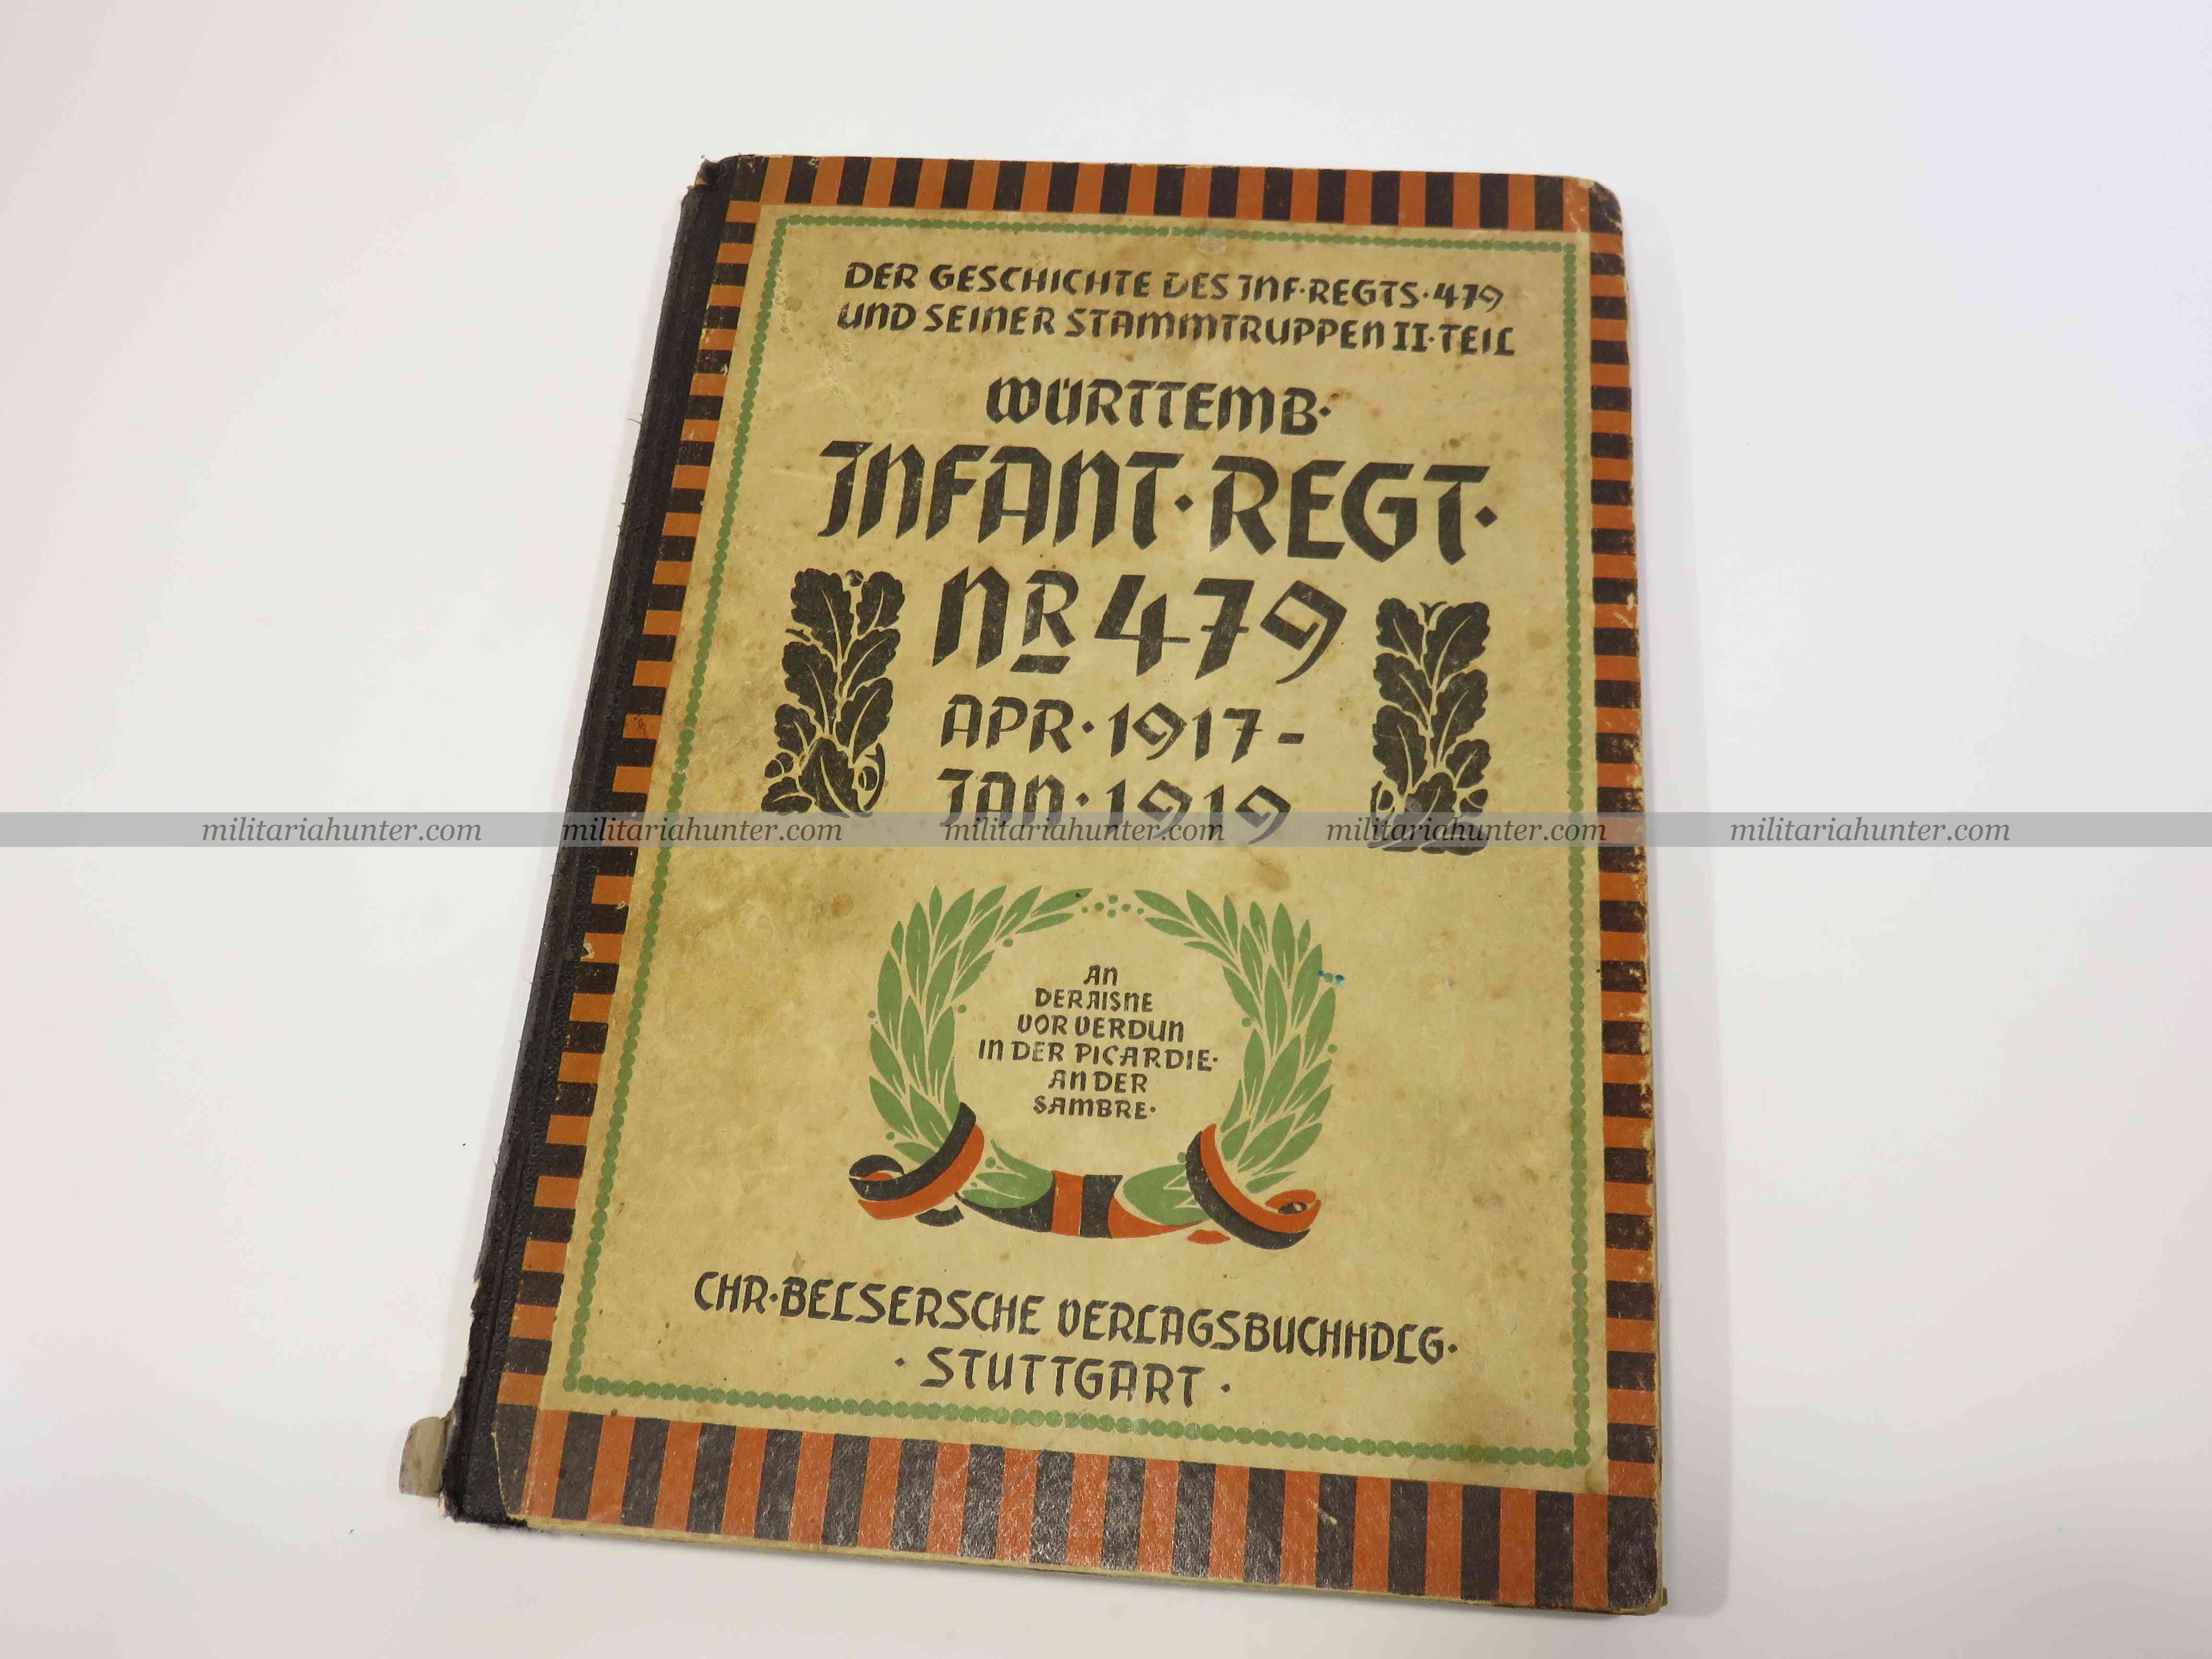 DER GESCHICHTE DES INF·REGTS·479
UND SEINER STAMMTRUPPEN II·TEIL
WÜRTTEMB·
INFANT·REGT·
NR 479
APR·1917-
JAN·1919
militariahunter.com militariahunter.com militariahunter.com militariahunter.com militariahunter.com
AN
DER AISNE
VOR VERDUN
IN DER PICARDIE·
AN DER
SAMBRE·
CHR·BELSERSCHE VERLAGSBUCHHDLG·
·STUTTGART·